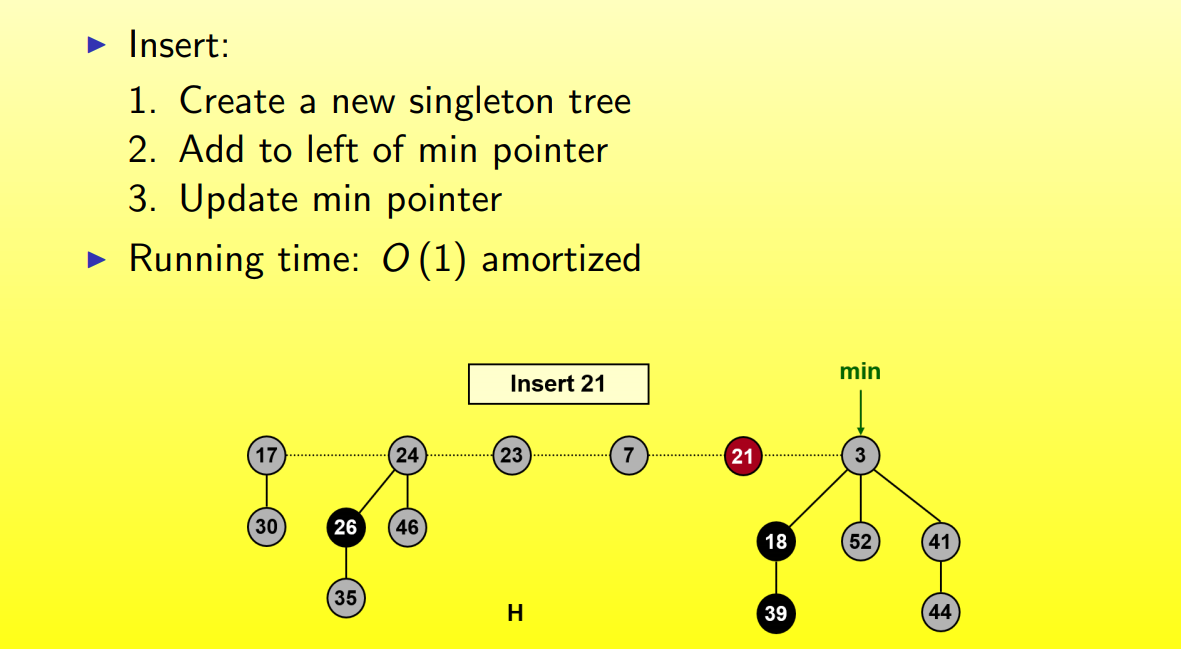 ▶ Insert:
1. Create a new singleton tree
2. Add to left of min pointer
3. Update min pointer
▶ Running time: O (1) amortized
min
Insert 21
17 24 23 7 21 3
30 26 46 18 52 41
35 39 44
H